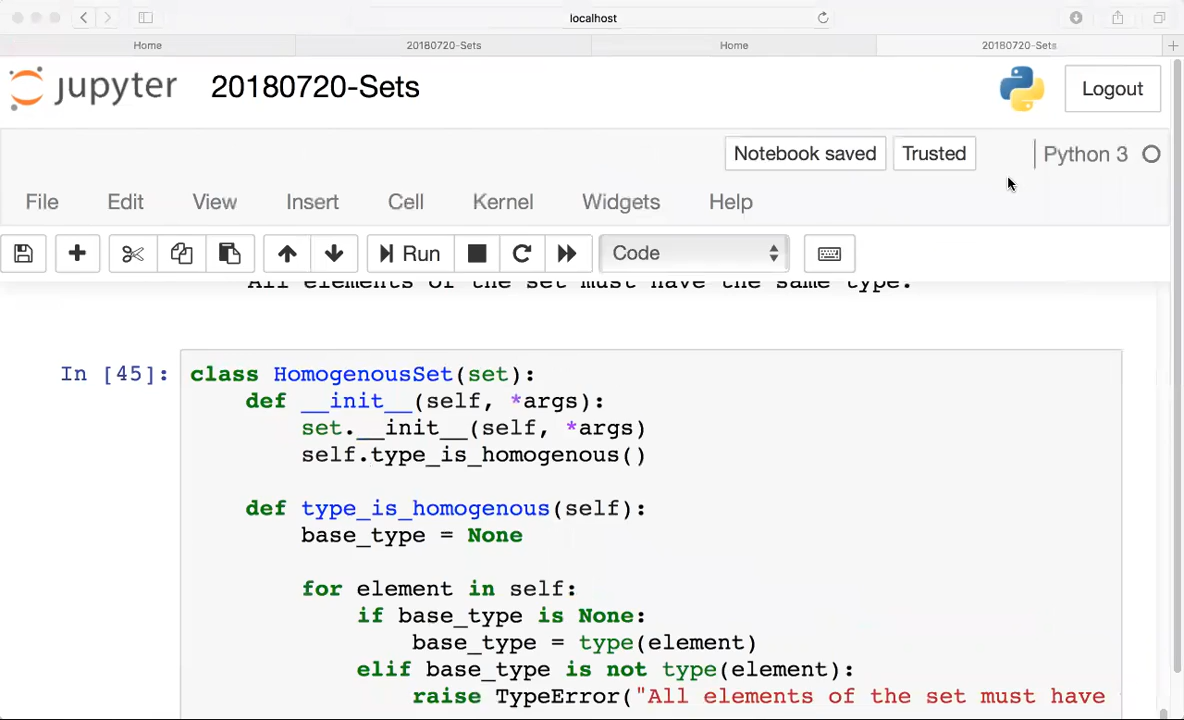 localhost
Home 20180720-Sets Home 20180720-Sets
jupyter 20180720-Sets Logout
Notebook saved Trusted Python 3
File Edit View Insert Cell Kernel Widgets Help
Run Code
All elements of the set must have the same type.
In [45]: class HomogenousSet(set):
def __init__(self, *args):
set.__init__(self, *args)
self.type_is_homogenous()
def type_is_homogenous(self):
base_type = None
for element in self:
if base_type is None:
base_type = type(element)
elif base_type is not type(element):
raise TypeError("All elements of the set must have